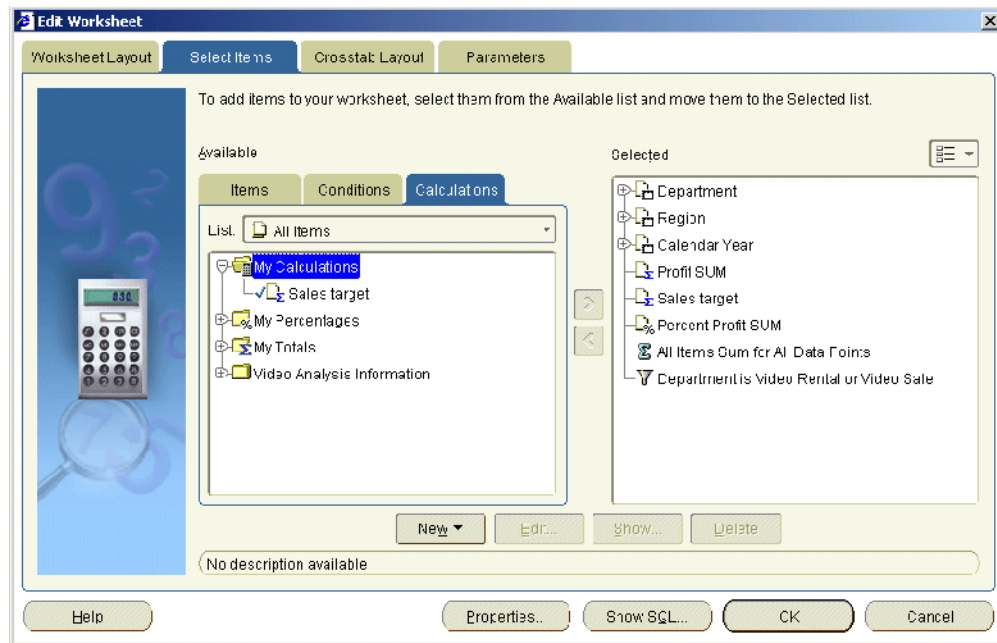 Edit Worksheet
Worksheet Layout Select Items Crosstab Layout Parameters
To add items to your worksheet, select them from the Available list and move them to the Selected list.
Available
Selected
Items Conditions Calculations
List: All Items
My Calculations
Sales target
My Percentages
My Totals
Video Analysis Information
Department
Region
Calendar Year
Profit SUM
Sales target
Percent Profit SUM
All Items Sum for All Data Points
Department is Video Rental or Video Sale
New Edit... Show... Delete
No description available
Help Properties... Show SQL... OK Cancel